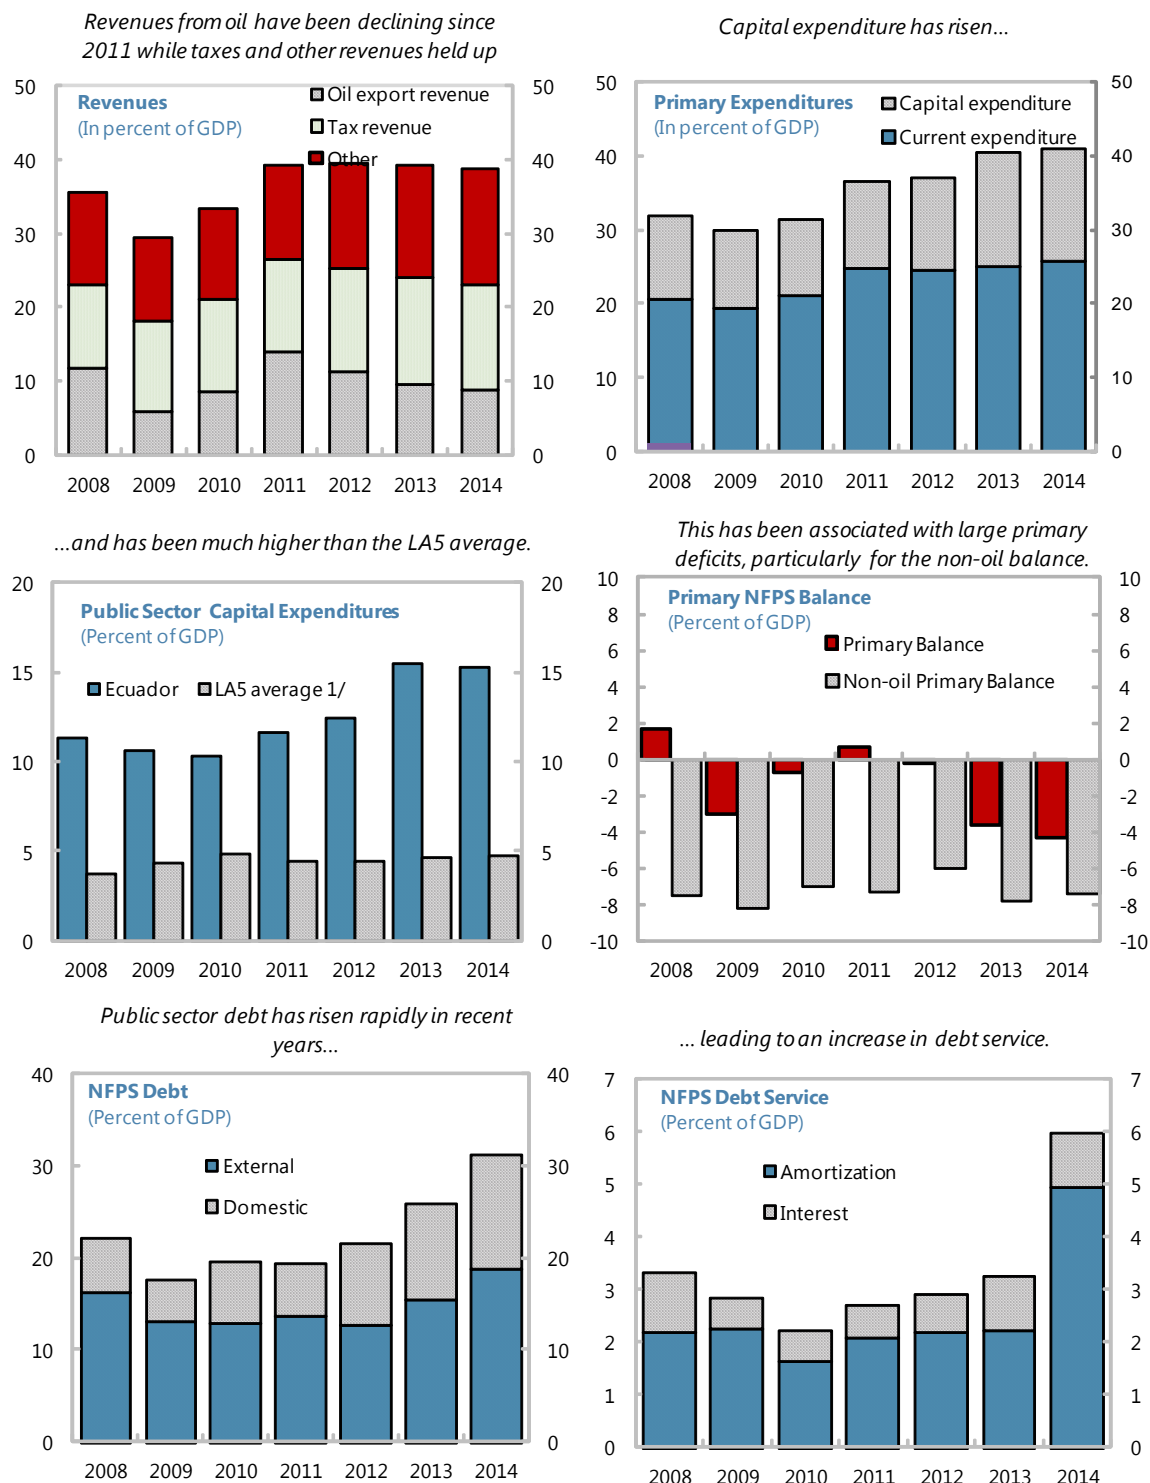 Revenues from oil have been declining since
2011 while taxes and other revenues held up
50
40
30
20
10
0
Revenues
(In percent of GDP)
Oil export revenue
Tax revenue
Other
50
40
30
20
10
0
2008 2009 2010 2011 2012 2013 2014
Capital expenditure has risen...
50
40
30
20
10
0
Primary Expenditures
(In percent of GDP)
Capital expenditure
Current expenditure
50
40
30
20
10
0
2008 2009 2010 2011 2012 2013 2014
...and has been much higher than the LA5 average.
20
15
10
5
0
Public Sector Capital Expenditures
(Percent of GDP)
Ecuador LA5 average 1/
20
15
10
5
0
2008 2009 2010 2011 2012 2013 2014
This has been associated with large primary
deficits, particularly for the non-oil balance.
10
8
6
4
2
0
-2
-4
-6
-8
-10
Primary NFPS Balance
(Percent of GDP)
Primary Balance
Non-oil Primary Balance
10
8
6
4
2
0
-2
-4
-6
-8
-10
2008 2009 2010 2011 2012 2013 2014
Public sector debt has risen rapidly in recent
years...
40
30
20
10
0
NFPS Debt
(Percent of GDP)
External
Domestic
40
30
20
10
0
2008 2009 2010 2011 2012 2013 2014
... leading to an increase in debt service.
7
6
5
4
3
2
1
0
NFPS Debt Service
(Percent of GDP)
Amortization
Interest
7
6
5
4
3
2
1
0
2008 2009 2010 2011 2012 2013 2014